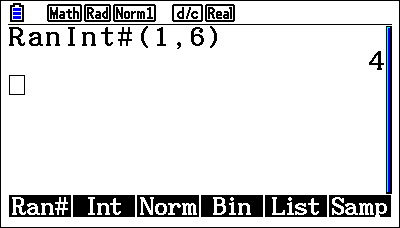 Math Rad Norm1 d/c Real
RanInt#(1,6)
4
Ran# Int Norm Bin List Samp